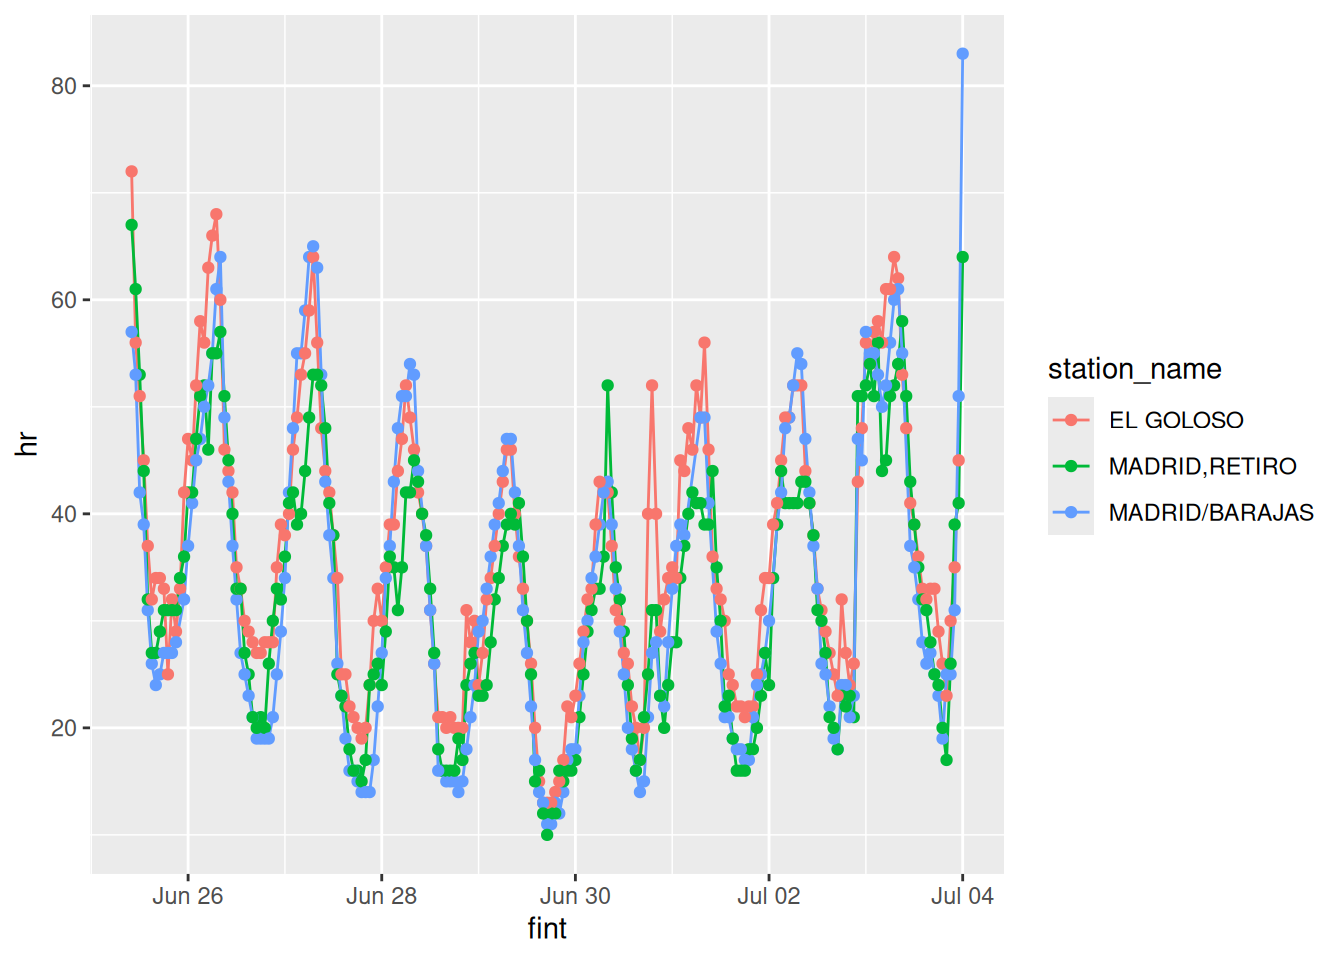 80
60
40
20
hr
Jun 26
Jun 28
Jun 30
Jul 02
Jul 04
fint
station_name
EL GOLOSO
MADRID,RETIRO
MADRID/BARAJAS